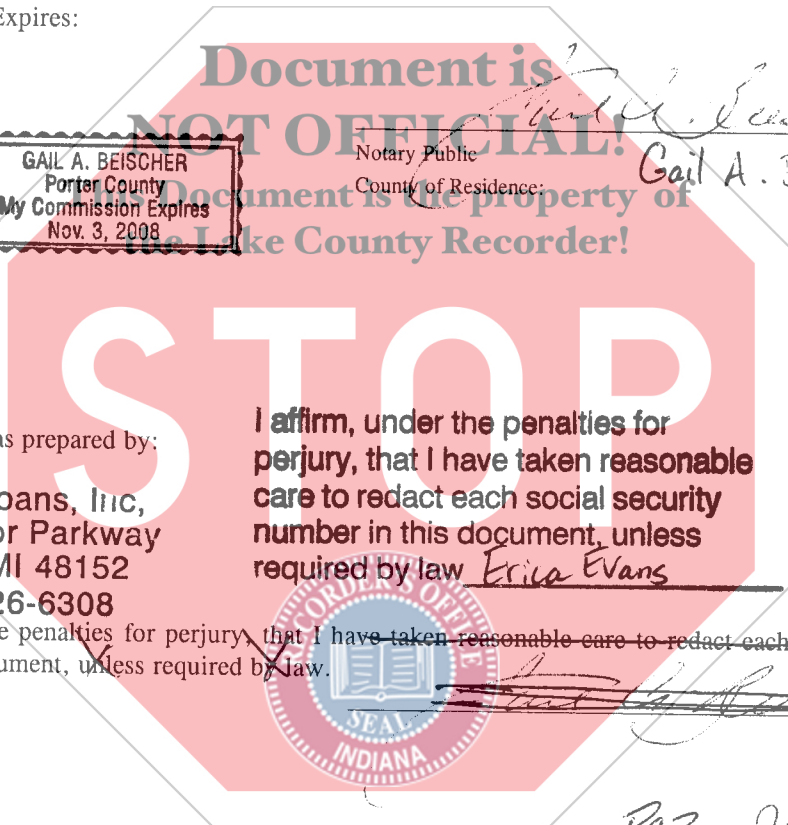 Expires:
Document is
NOT OFFICIAL!
GAIL A. BEISCHER
Porter County
My Commission Expires
Nov. 3, 2008
Notary Public
County of Residence:
Gail A. B
Document is the property of
the Lake County Recorder!
STOP
as prepared by:
oans, Inc,
or Parkway
MI 48152
26-6308
I affirm, under the penalties for
perjury, that I have taken reasonable
care to redact each social security
number in this document, unless
required by law Erica Evans
e penalties for perjury, that I have taken reasonable care to redact each
ument, unless required by law.
RECORDER'S OFFICE
SEAL
INDIANA